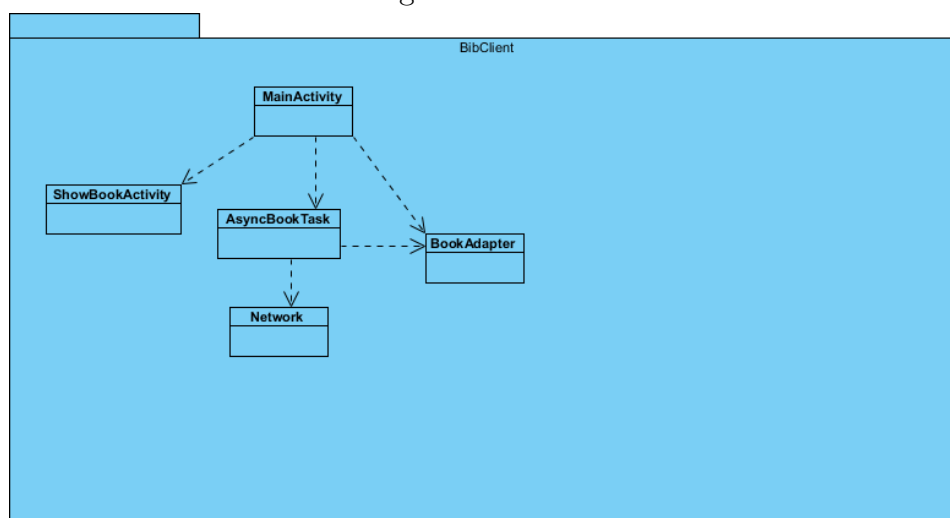 BibClient
MainActivity
ShowBookActivity
AsyncBookTask
BookAdapter
Network